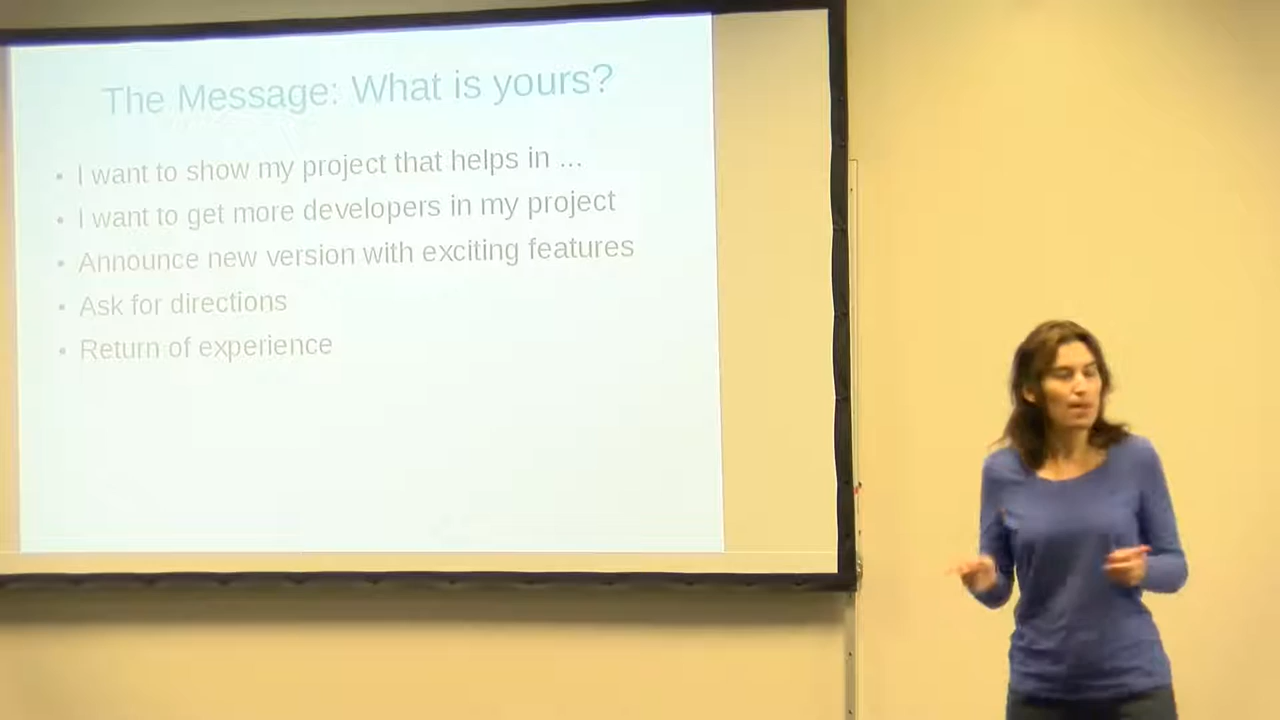 The Message: What is yours?
• I want to show my project that helps in ...
• I want to get more developers in my project
• Announce new version with exciting features
• Ask for directions
• Return of experience